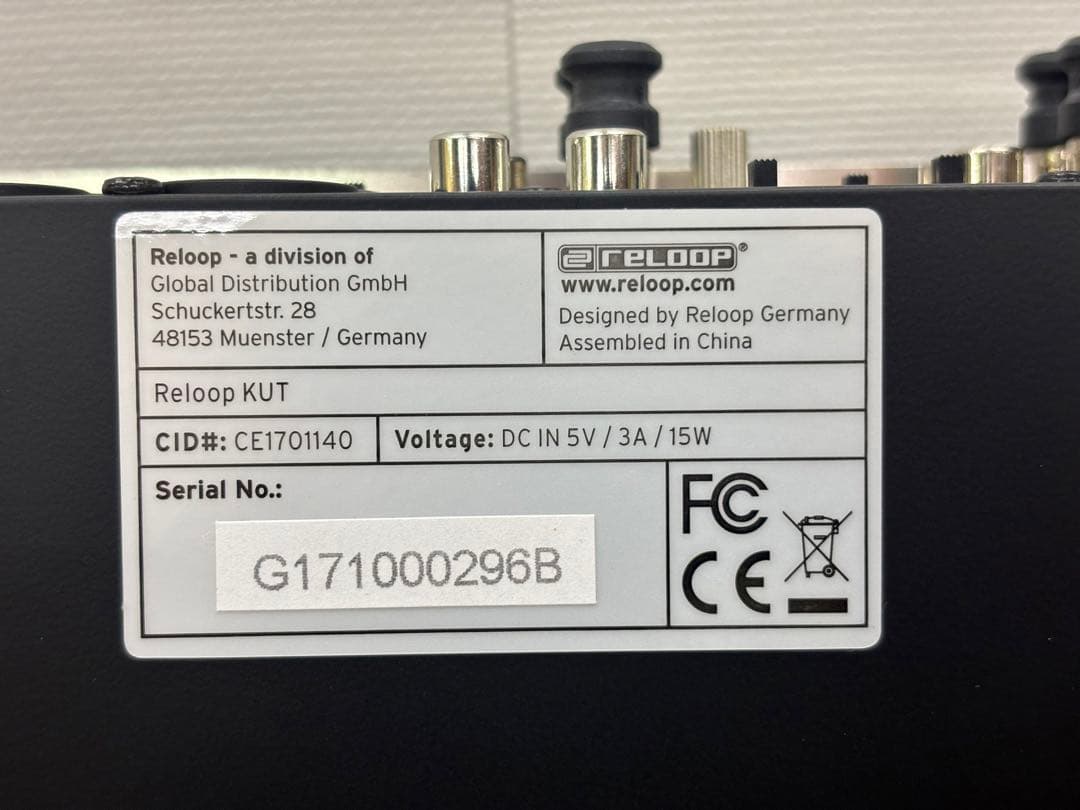 Reloop - a division of
Global Distribution GmbH
Schuckertstr. 28
48153 Muenster / Germany
RELOOP®
www.reloop.com
Designed by Reloop Germany
Assembled in China
Reloop KUT
CID#: CE1701140
Voltage: DC IN 5V / 3A / 15W
Serial No.:
G171000296B
FC
CE